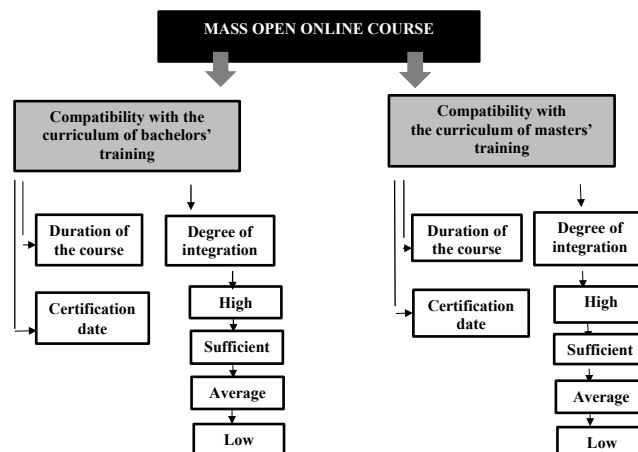 MASS OPEN ONLINE COURSE
Compatibility with the
curriculum of bachelors’
training
Duration of
the course
Degree of
integration
Certification
date
High
Sufficient
Average
Low
Compatibility with
the curriculum of masters’
training
Duration of
the course
Degree of
integration
Certification
date
High
Sufficient
Average
Low